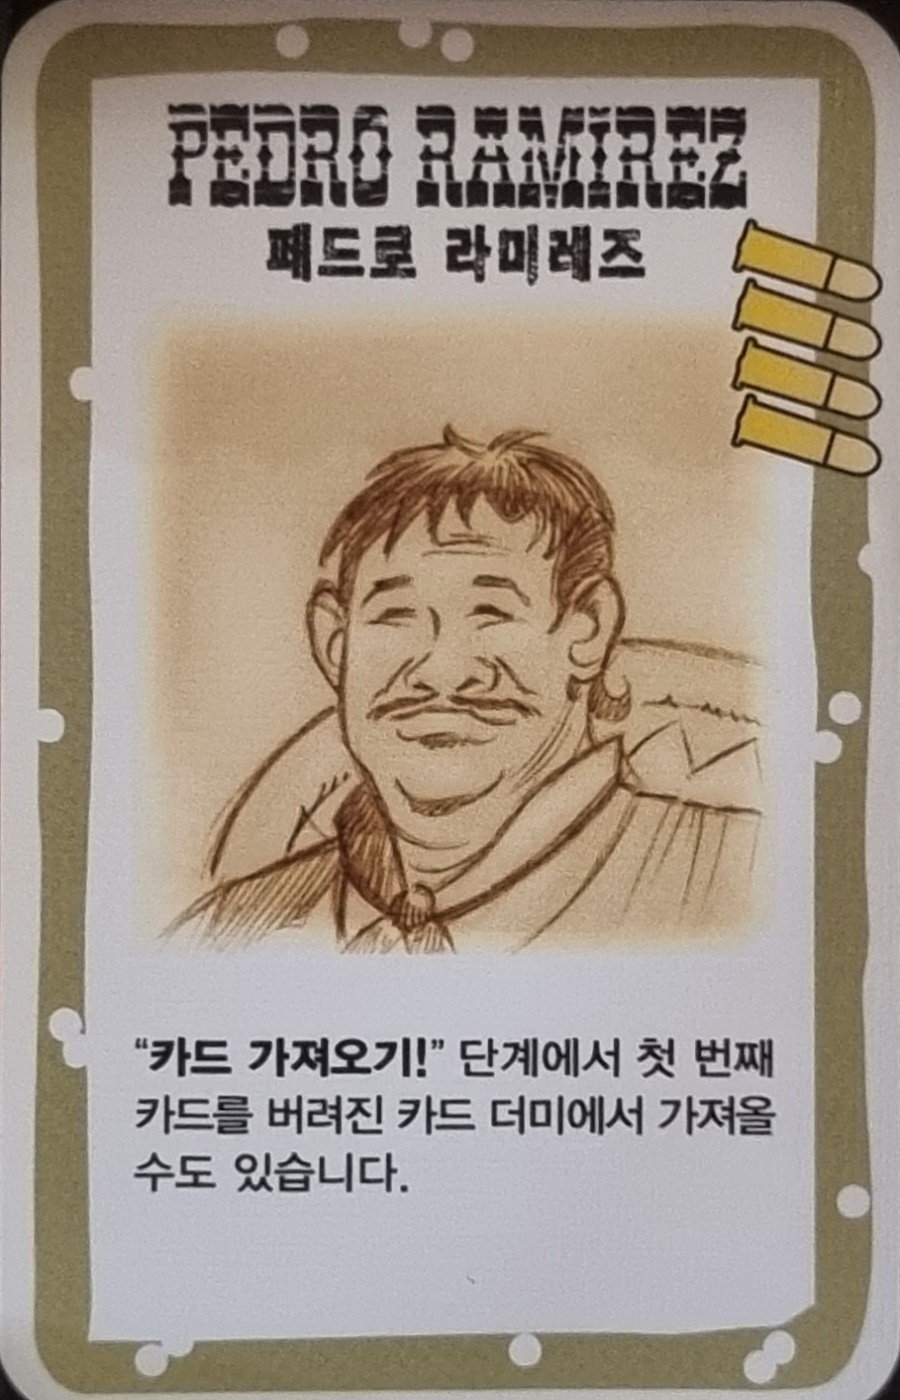 PEDRO RAMIREZ
페드로 라미레즈
“카드 가져오기!” 단계에서 첫 번째
카드를 버려진 카드 더미에서 가져올
수도 있습니다.